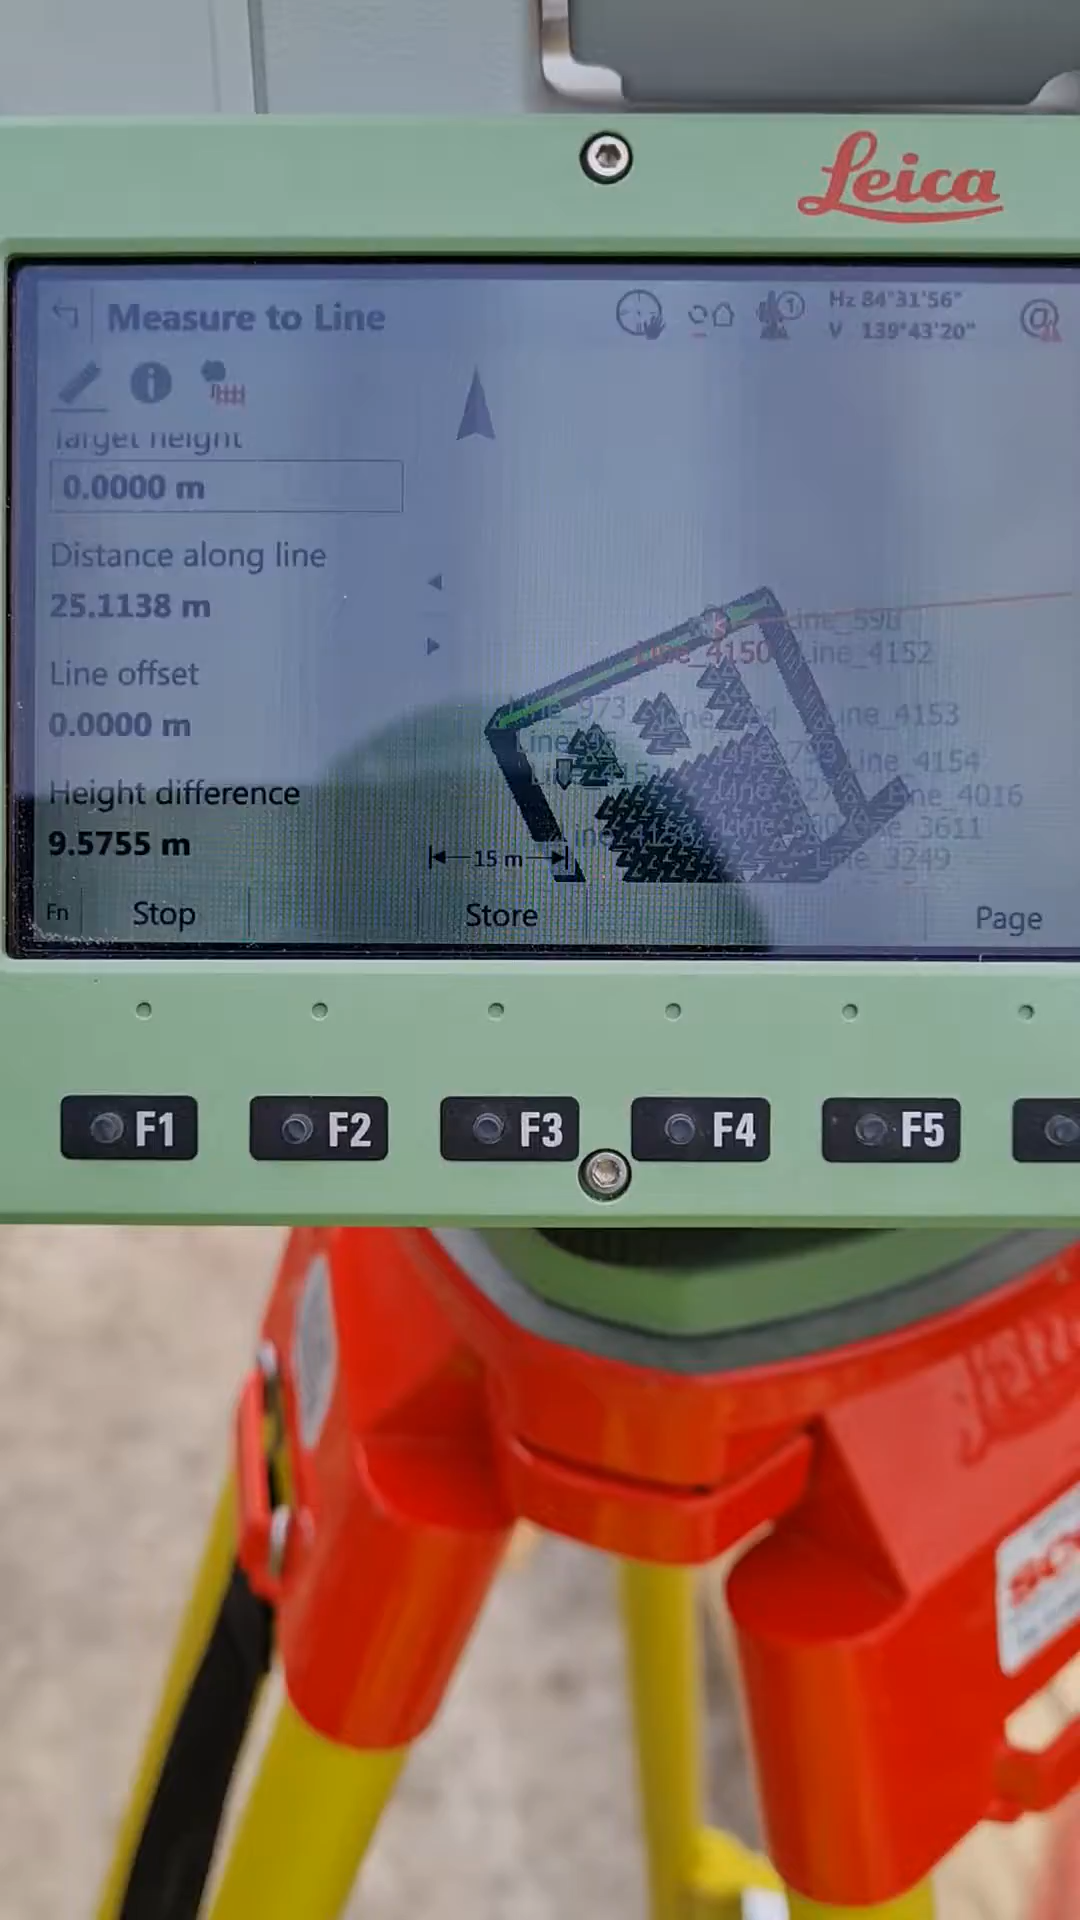 Leica
Measure to Line
1
Hz 84°31'56"
V 139°43'20"
@
Target height
0.0000 m
Distance along line
25.1138 m
Line offset
0.0000 m
Height difference
9.5755 m
Line_4150
Line_4152
Line_973
Line_4153
Line_4154
Line_4016
Line_3611
Line_3249
15 m
Fn
Stop
Store
Page
F1
F2
F3
F4
F5